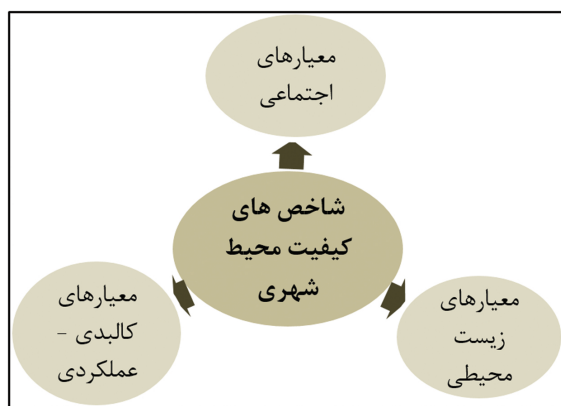 معیارهای
اجتماعی
شاخص های
کیفیت محیط
شهری
معیارهای
زیست
محیطی
معیارهای
کالبدی –
عملکردی